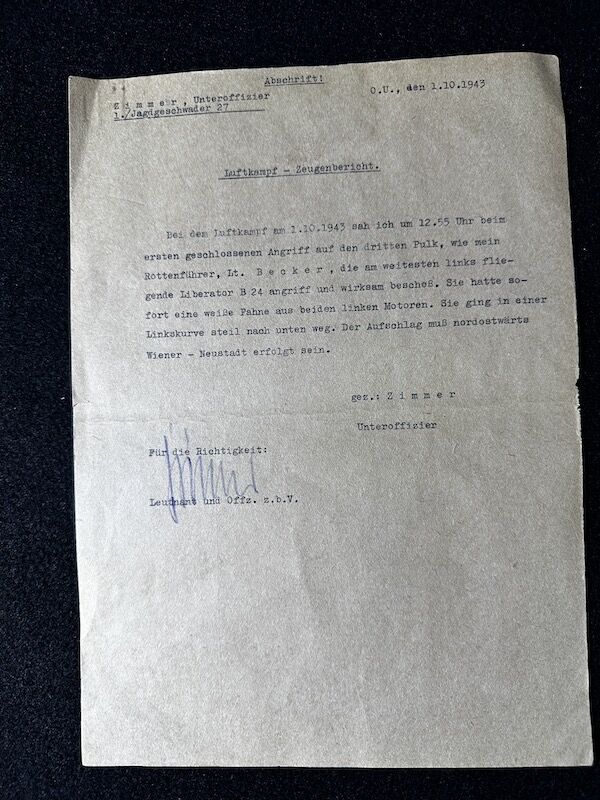 Abschrift!
Z i m m e r , Unteroffizier
1./Jagdgeschwader 27
O.U., den 1.10.1943
Luftkampf - Zeugenbericht.
Bei dem Luftkampf am 1.10.1943 sah ich um 12.55 Uhr beim
ersten geschlossenen Angriff auf den dritten Pulk, wie mein
Rottenführer, Lt. B e c k e r , die am weitesten links flie-
gende Liberator B 24 angriff und wirksam beschoß. Sie hatte so-
fort eine weiße Fahne aus beiden linken Motoren. Sie ging in einer
Linkskurve steil nach unten weg. Der Aufschlag muß nordostwärts
Wiener - Neustadt erfolgt sein.
gez.: Z i m m e r
Unteroffizier
Für die Richtigkeit:
Leutnant und Offz. z.b.V.